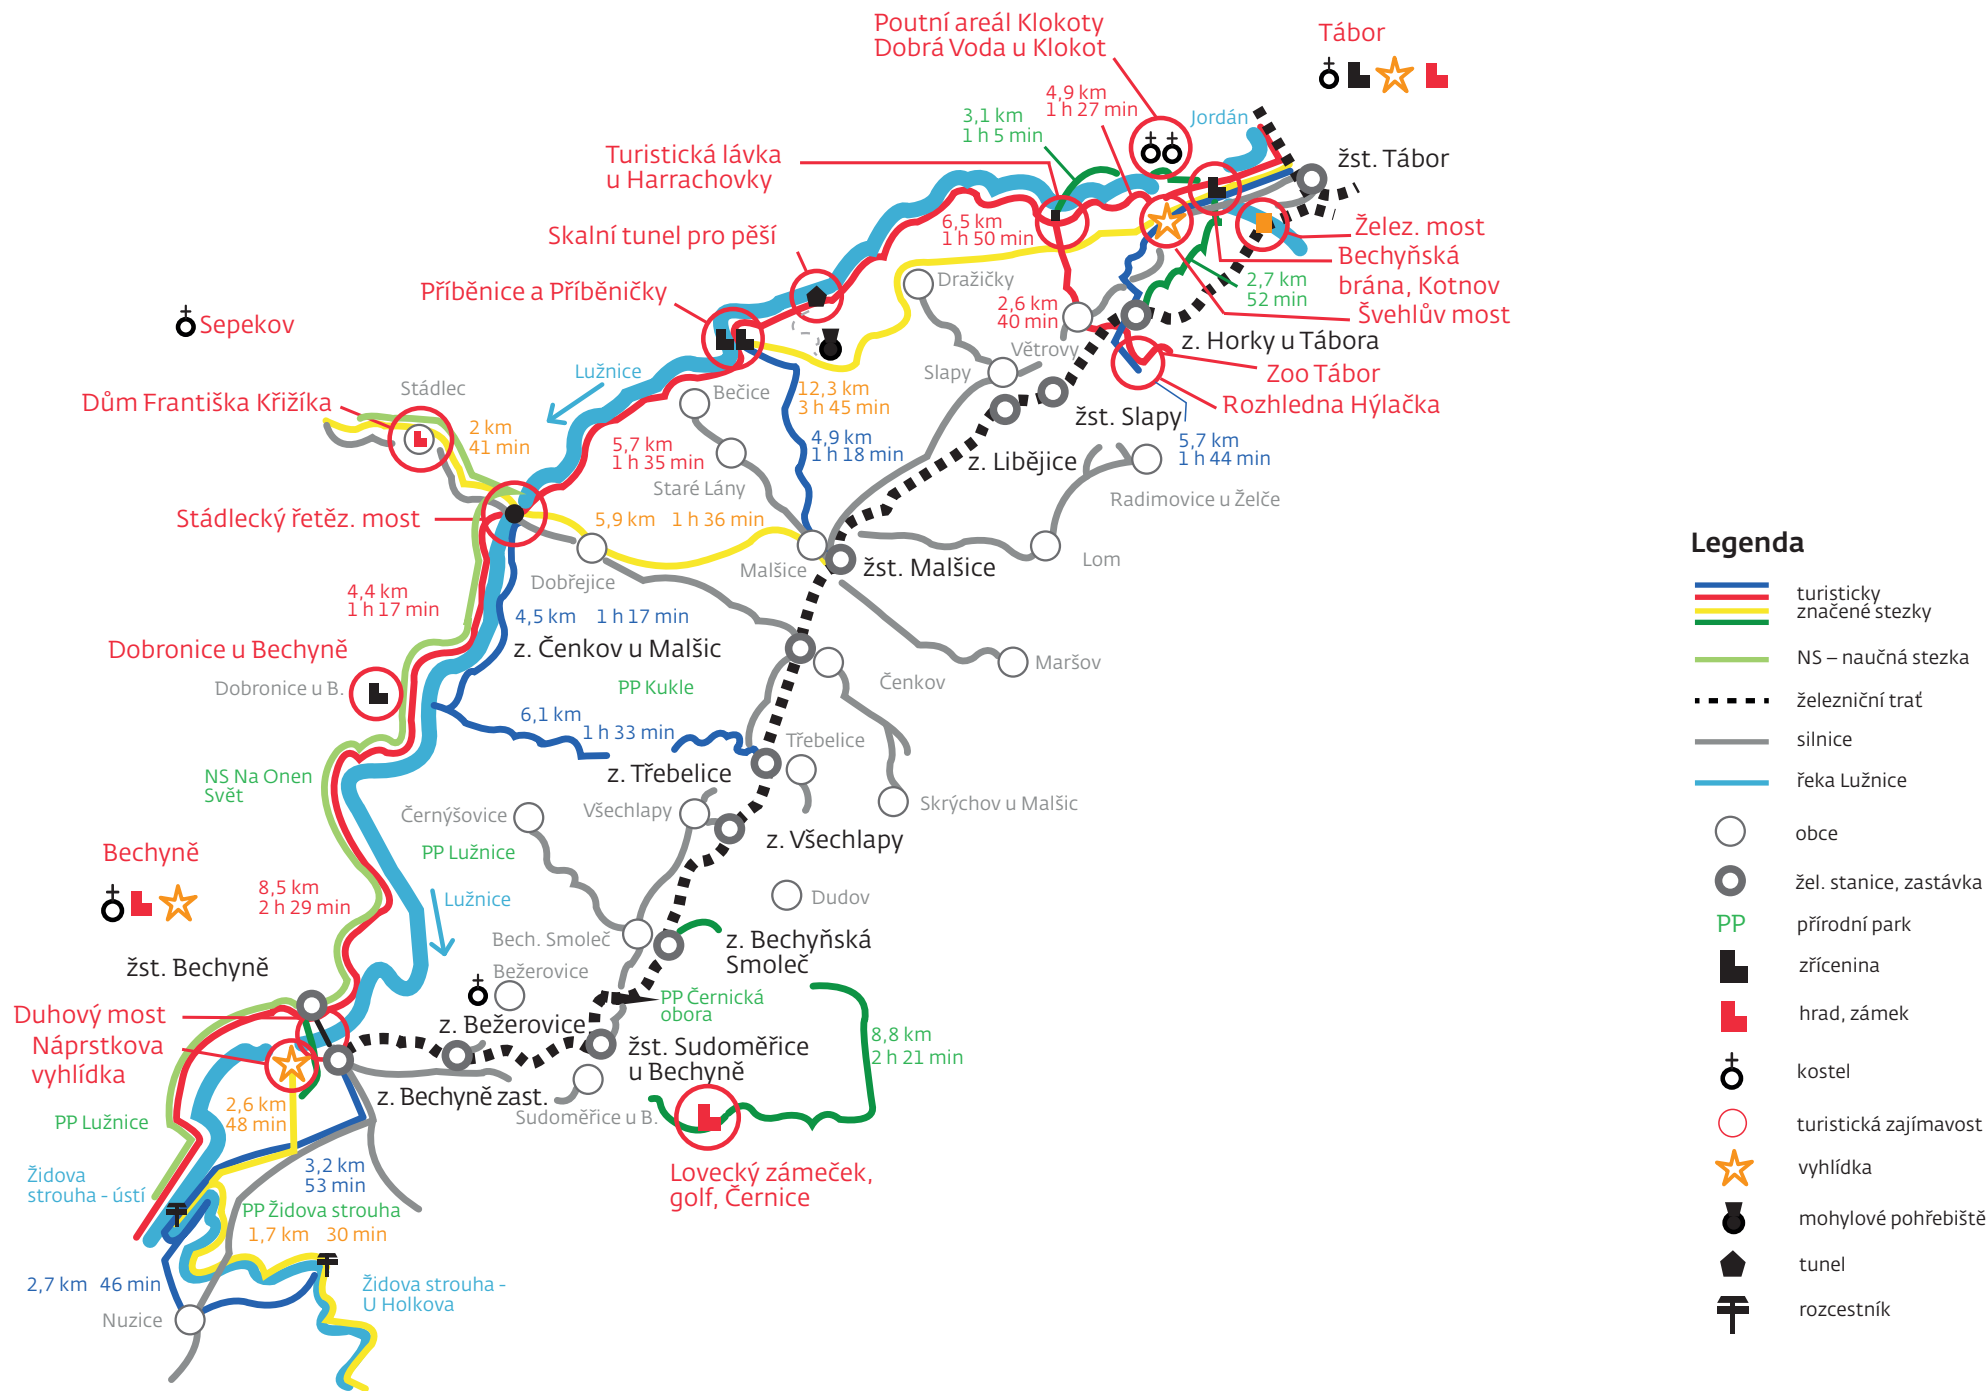 Poutní areál Klokoty
Dobrá Voda u Klokot
Tábor
4,9 km
1 h 27 min
3,1 km
1 h 5 min
Jordán
Turistická lávka
u Harrachovky
žst. Tábor
Skalní tunel pro pěší
6,5 km
1 h 50 min
Želez. most
Bechyňská
brána, Kotnov
Švehlův most
2,7 km
52 min
Dražičky
Příběnice a Příběničky
2,6 km
40 min
Sepekov
Větrovy
z. Horky u Tábora
Zoo Tábor
Rozhledna Hýlačka
Slapy
Lužnice
Stádlec
Dům Františka Křižíka
Bečice
12,3 km
3 h 45 min
žst. Slapy
2 km
41 min
5,7 km
1 h 35 min
4,9 km
1 h 18 min
5,7 km
1 h 44 min
z. Libějice
Staré Lány
Radimovice u Želče
Stádlecký řetěz. most
5,9 km 1 h 36 min
Lom
Malšice
žst. Malšice
Dobřejice
4,4 km
1 h 17 min
4,5 km 1 h 17 min
z. Čenkov u Malšic
Dobronice u Bechyně
Maršov
Čenkov
Dobronice u B.
PP Kukle
6,1 km
1 h 33 min
Třebelice
z. Třebelice
NS Na Onen
Svět
Černýšovice
Všechlapy
Skrýchov u Malšic
z. Všechlapy
Bechyně
PP Lužnice
8,5 km
2 h 29 min
Lužnice
Dudov
Bech. Smoleč
z. Bechyňská
Smoleč
žst. Bechyně
Bežerovice
PP Černická
obora
Duhový most
Náprstkova
vyhlídka
z. Bežerovice
žst. Sudoměřice
u Bechyně
8,8 km
2 h 21 min
z. Bechyně zast.
Sudoměřice u B.
2,6 km
48 min
PP Lužnice
Lovecký zámeček,
golf, Černice
Židova
strouha - ústí
3,2 km
53 min
PP Židova strouha
1,7 km 30 min
2,7 km 46 min
Židova strouha -
U Holkova
Nuzice
Legenda
turisticky
značené stezky
NS – naučná stezka
železniční trať
silnice
řeka Lužnice
obce
žel. stanice, zastávka
PP přírodní park
zřícenina
hrad, zámek
kostel
turistická zajímavost
vyhlídka
mohylové pohřebiště
tunel
rozcestník